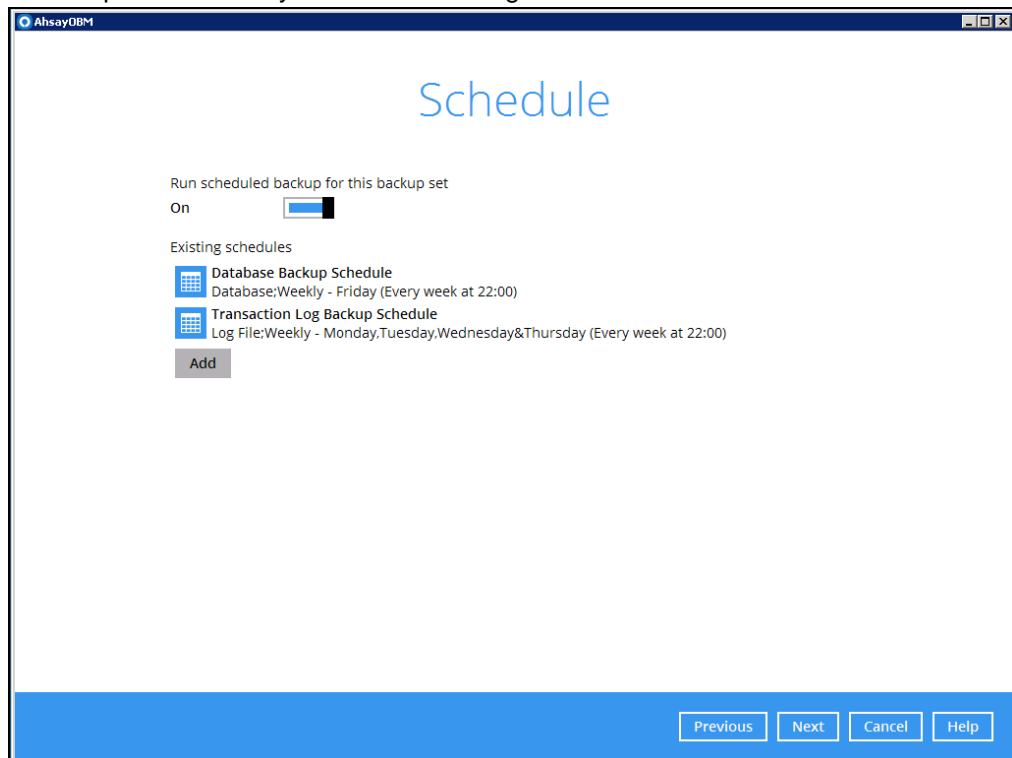 AhsayOBM
Schedule
Run scheduled backup for this backup set
On
Existing schedules
Database Backup Schedule
Database;Weekly - Friday (Every week at 22:00)
Transaction Log Backup Schedule
Log File;Weekly - Monday,Tuesday,Wednesday&Thursday (Every week at 22:00)
Add
Previous Next Cancel Help